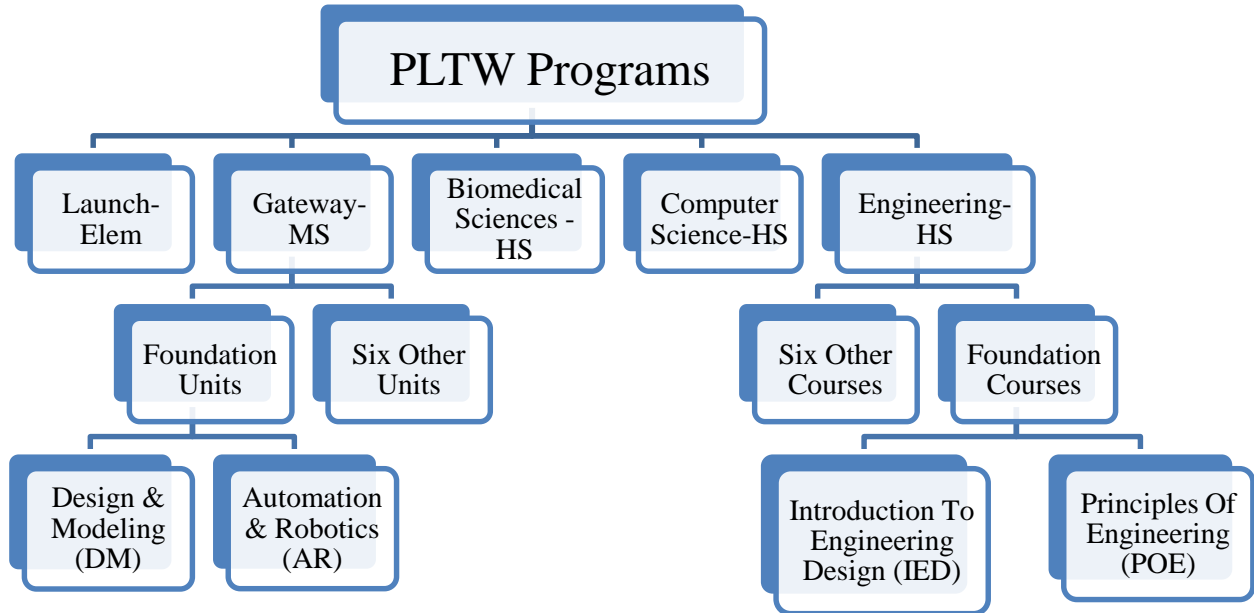 PLTW Programs
Launch-
Elem
Gateway-
MS
Biomedical
Sciences -
HS
Computer
Science-HS
Engineering-
HS
Foundation
Units
Six Other
Units
Six Other
Courses
Foundation
Courses
Design &
Modeling
(DM)
Automation
& Robotics
(AR)
Introduction To
Engineering
Design (IED)
Principles Of
Engineering
(POE)